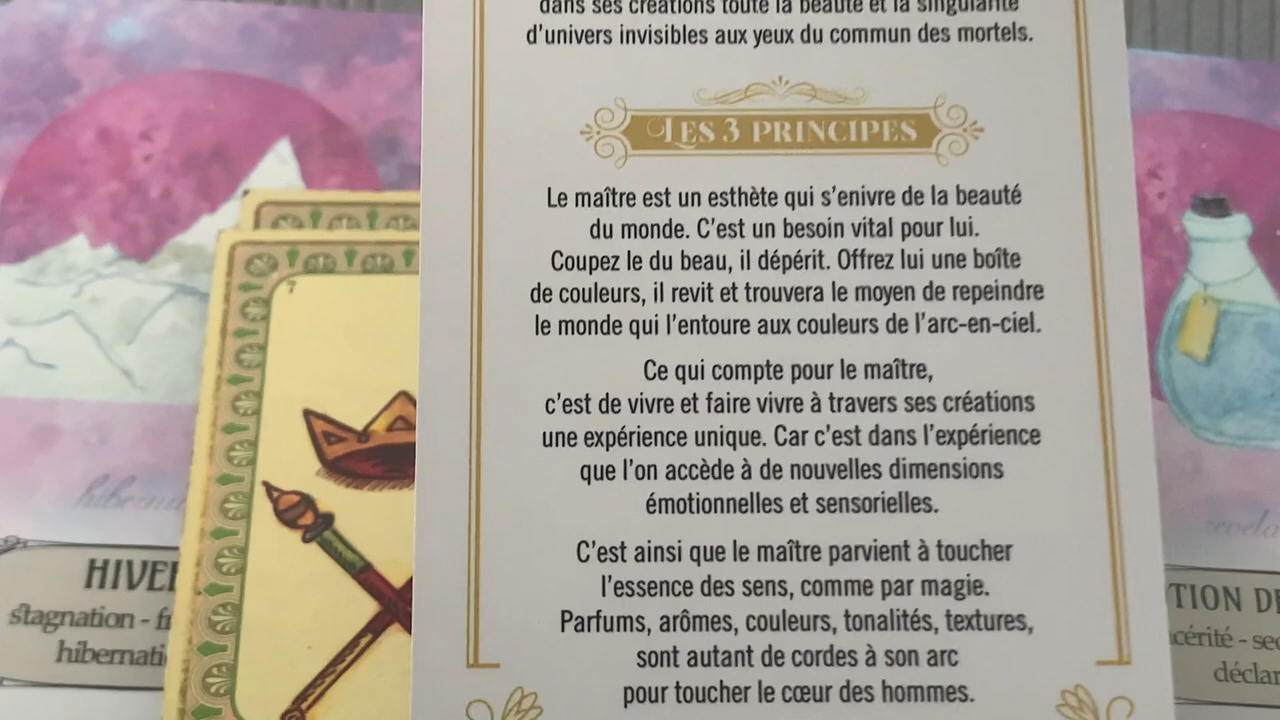 dans ses créations toute la beauté et la singularité
d'univers invisibles aux yeux du commun des mortels.
LES 3 PRINCIPES
Le maître est un esthète qui s'enivre de la beauté
du monde. C'est un besoin vital pour lui.
Coupez le du beau, il dépérit. Offrez lui une boîte
de couleurs, il revit et trouvera le moyen de repeindre
le monde qui l'entoure aux couleurs de l'arc-en-ciel.
Ce qui compte pour le maître,
c'est de vivre et faire vivre à travers ses créations
une expérience unique. Car c'est dans l'expérience
que l'on accède à de nouvelles dimensions
émotionnelles et sensorielles.
C'est ainsi que le maître parvient à toucher
l'essence des sens, comme par magie.
Parfums, arômes, couleurs, tonalités, textures,
sont autant de cordes à son arc
pour toucher le cœur des hommes.
7
HIVE
stagnation - f
hibernati
TION D
cérité - sec
déclar